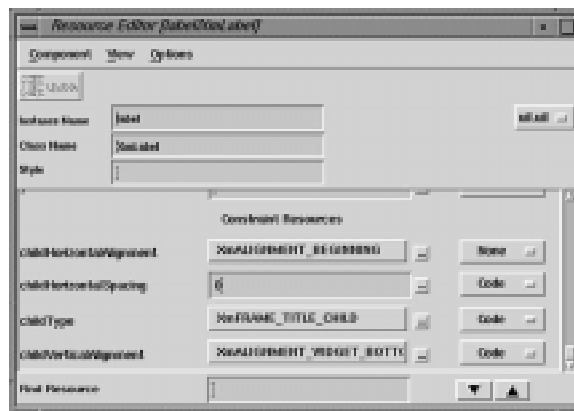 Resource Editor [label:XmLabel]
Component View Options
Instance Name label
Class Name XmLabel
Style
Constraint Resources
childHorizontalAlignment XmALIGNMENT_BEGINNING None
childHorizontalSpacing 0 Code
childType XmFRAME_TITLE_CHILD Code
childVerticalAlignment XmALIGNMENT_WIDGET_BOTTO Code
Find Resource